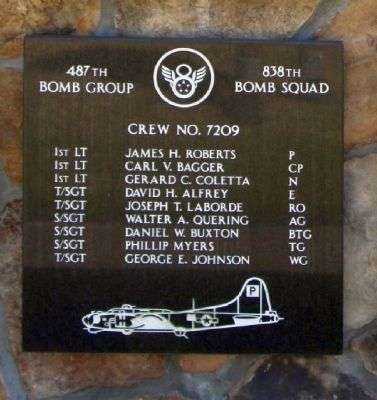 487TH BOMB GROUP
838TH BOMB SQUAD
CREW NO. 7209
1ST LT JAMES H. ROBERTS P
1ST LT CARL V. BAGGER CP
1ST LT GERARD C. COLETTA N
T/SGT DAVID H. ALFREY E
T/SGT JOSEPH T. LABORDE RO
S/SGT WALTER A. QUERING AG
S/SGT DANIEL W. BUXTON BTG
S/SGT PHILLIP MYERS TG
T/SGT GEORGE E. JOHNSON WG
P